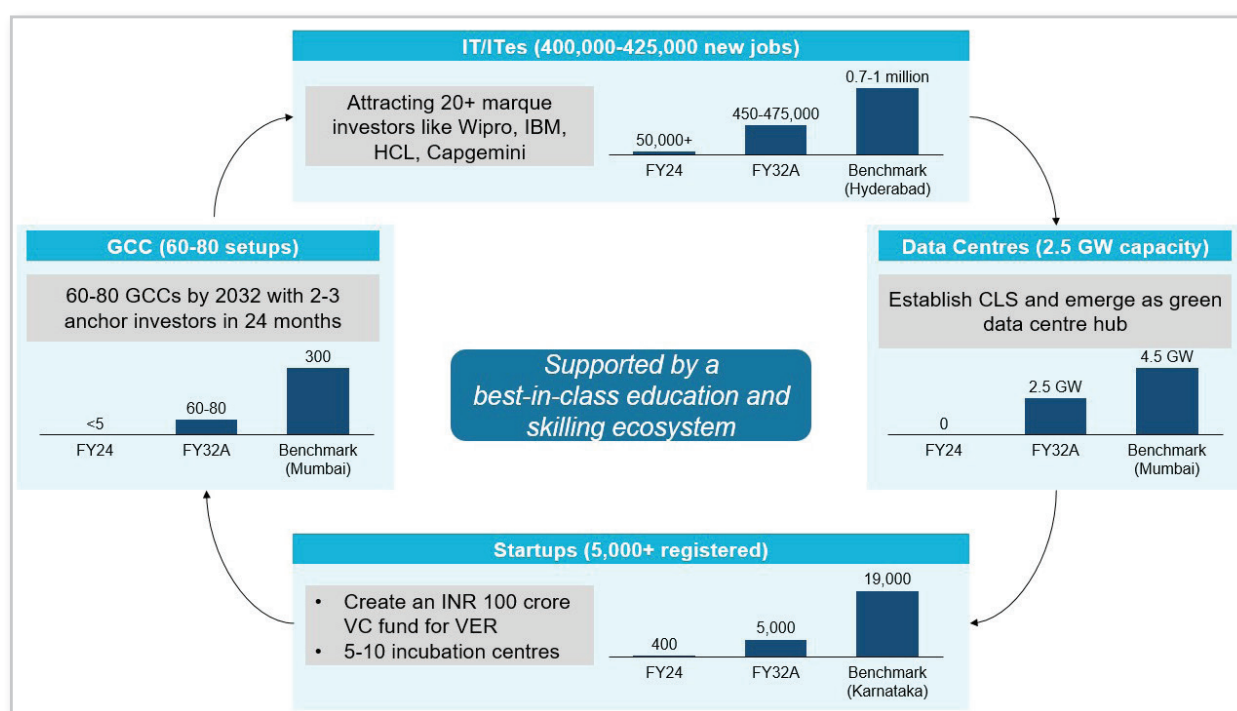 IT/ITes (400,000-425,000 new jobs)
Attracting 20+ marque
investors like Wipro, IBM,
HCL, Capgemini
50,000+
450-475,000
0.7-1 million
FY24
FY32A
Benchmark
(Hyderabad)
GCC (60-80 setups)
60-80 GCCs by 2032 with 2-3
anchor investors in 24 months
<5
60-80
300
FY24
FY32A
Benchmark
(Mumbai)
Supported by a
best-in-class education and
skilling ecosystem
Data Centres (2.5 GW capacity)
Establish CLS and emerge as green
data centre hub
0
2.5 GW
4.5 GW
FY24
FY32A
Benchmark
(Mumbai)
Startups (5,000+ registered)
• Create an INR 100 crore
VC fund for VER
• 5-10 incubation centres
400
5,000
19,000
FY24
FY32A
Benchmark
(Karnataka)